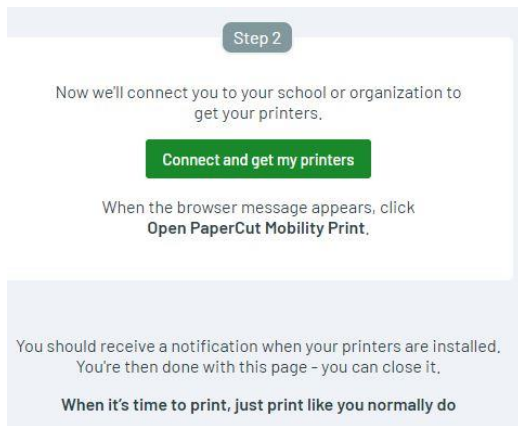 Step 2
Now we'll connect you to your school or organization to
get your printers.
Connect and get my printers
When the browser message appears, click
Open PaperCut Mobility Print.
You should receive a notification when your printers are installed.
You're then done with this page - you can close it.
When it's time to print, just print like you normally do